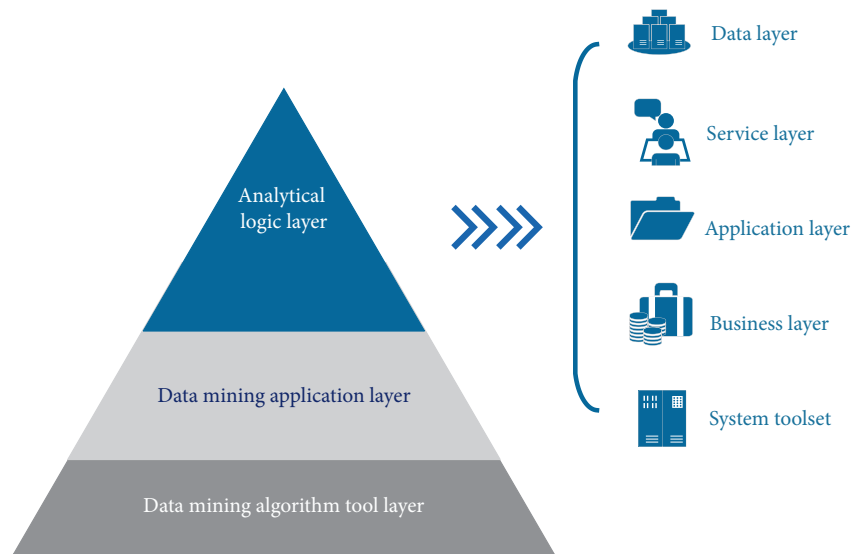 Analytical
logic layer
Data mining application layer
Data mining algorithm tool layer
Data layer
Service layer
Application layer
Business layer
System toolset